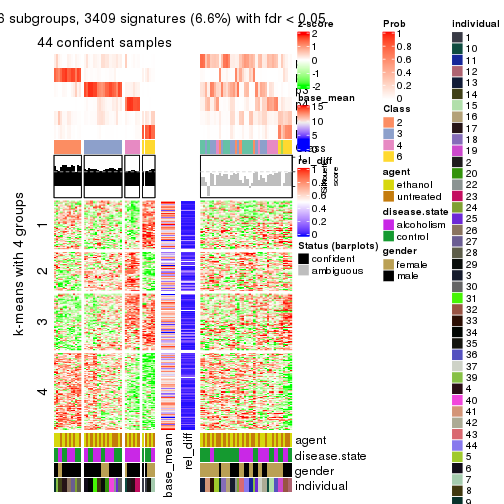 6 subgroups, 3409 signatures (6.6%) with fdr < 0.05
44 confident samples
k-means with 4 groups
1
2
3
4
base_mean
rel_diff
agent
disease.state
gender
individual
z-score
2
1
0
-1
-2
base_mean
15
10
5
0
rel_diff
1
0.8
0.6
0.4
0.2
0
Status (barplots)
confident
ambiguous
Prob
1
0.8
0.6
0.4
0.2
0
Class
2
3
4
6
agent
ethanol
untreated
disease.state
alcoholism
control
gender
female
male
individual
1
10
11
12
13
14
15
16
17
18
19
2
20
22
23
24
25
26
27
28
29
3
30
31
32
33
34
35
36
37
39
4
40
41
42
43
44
5
6
7
8
9